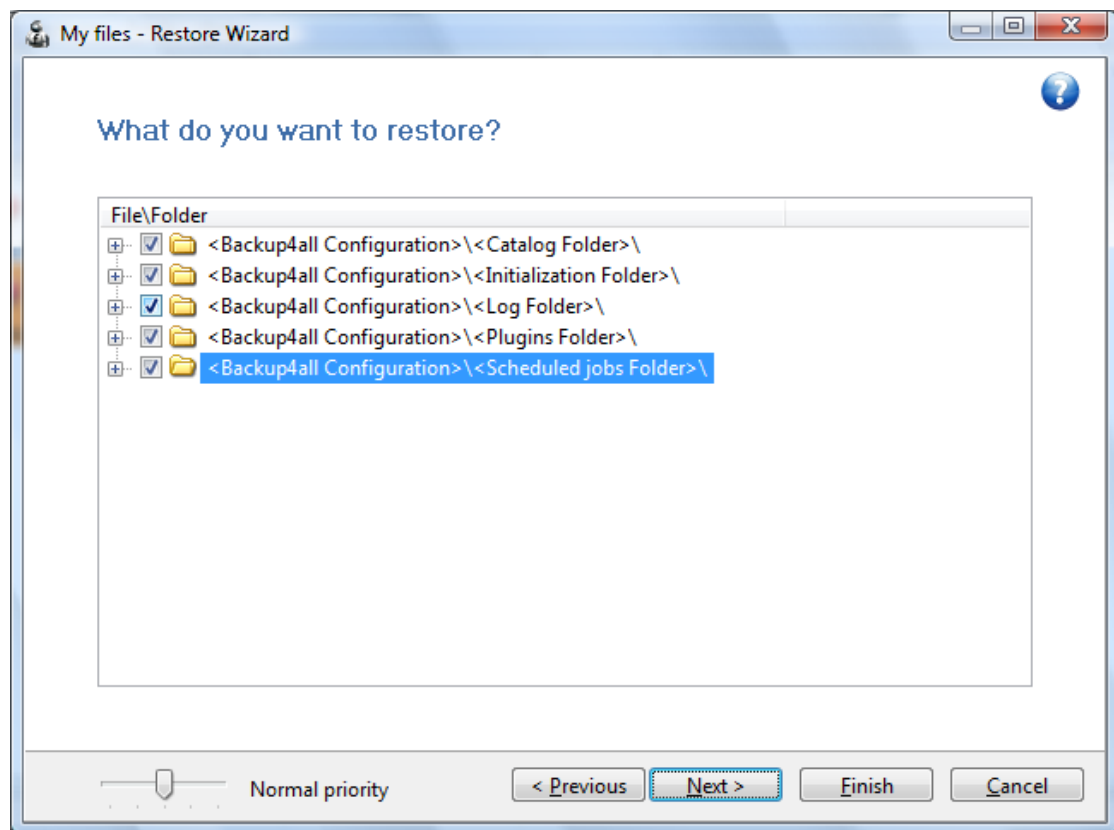 My files - Restore Wizard
What do you want to restore?
File\Folder
<Backup4all Configuration>\<Catalog Folder>\
<Backup4all Configuration>\<Initialization Folder>\
<Backup4all Configuration>\<Log Folder>\
<Backup4all Configuration>\<Plugins Folder>\
<Backup4all Configuration>\<Scheduled jobs Folder>\
Normal priority < Previous Next > Finish Cancel